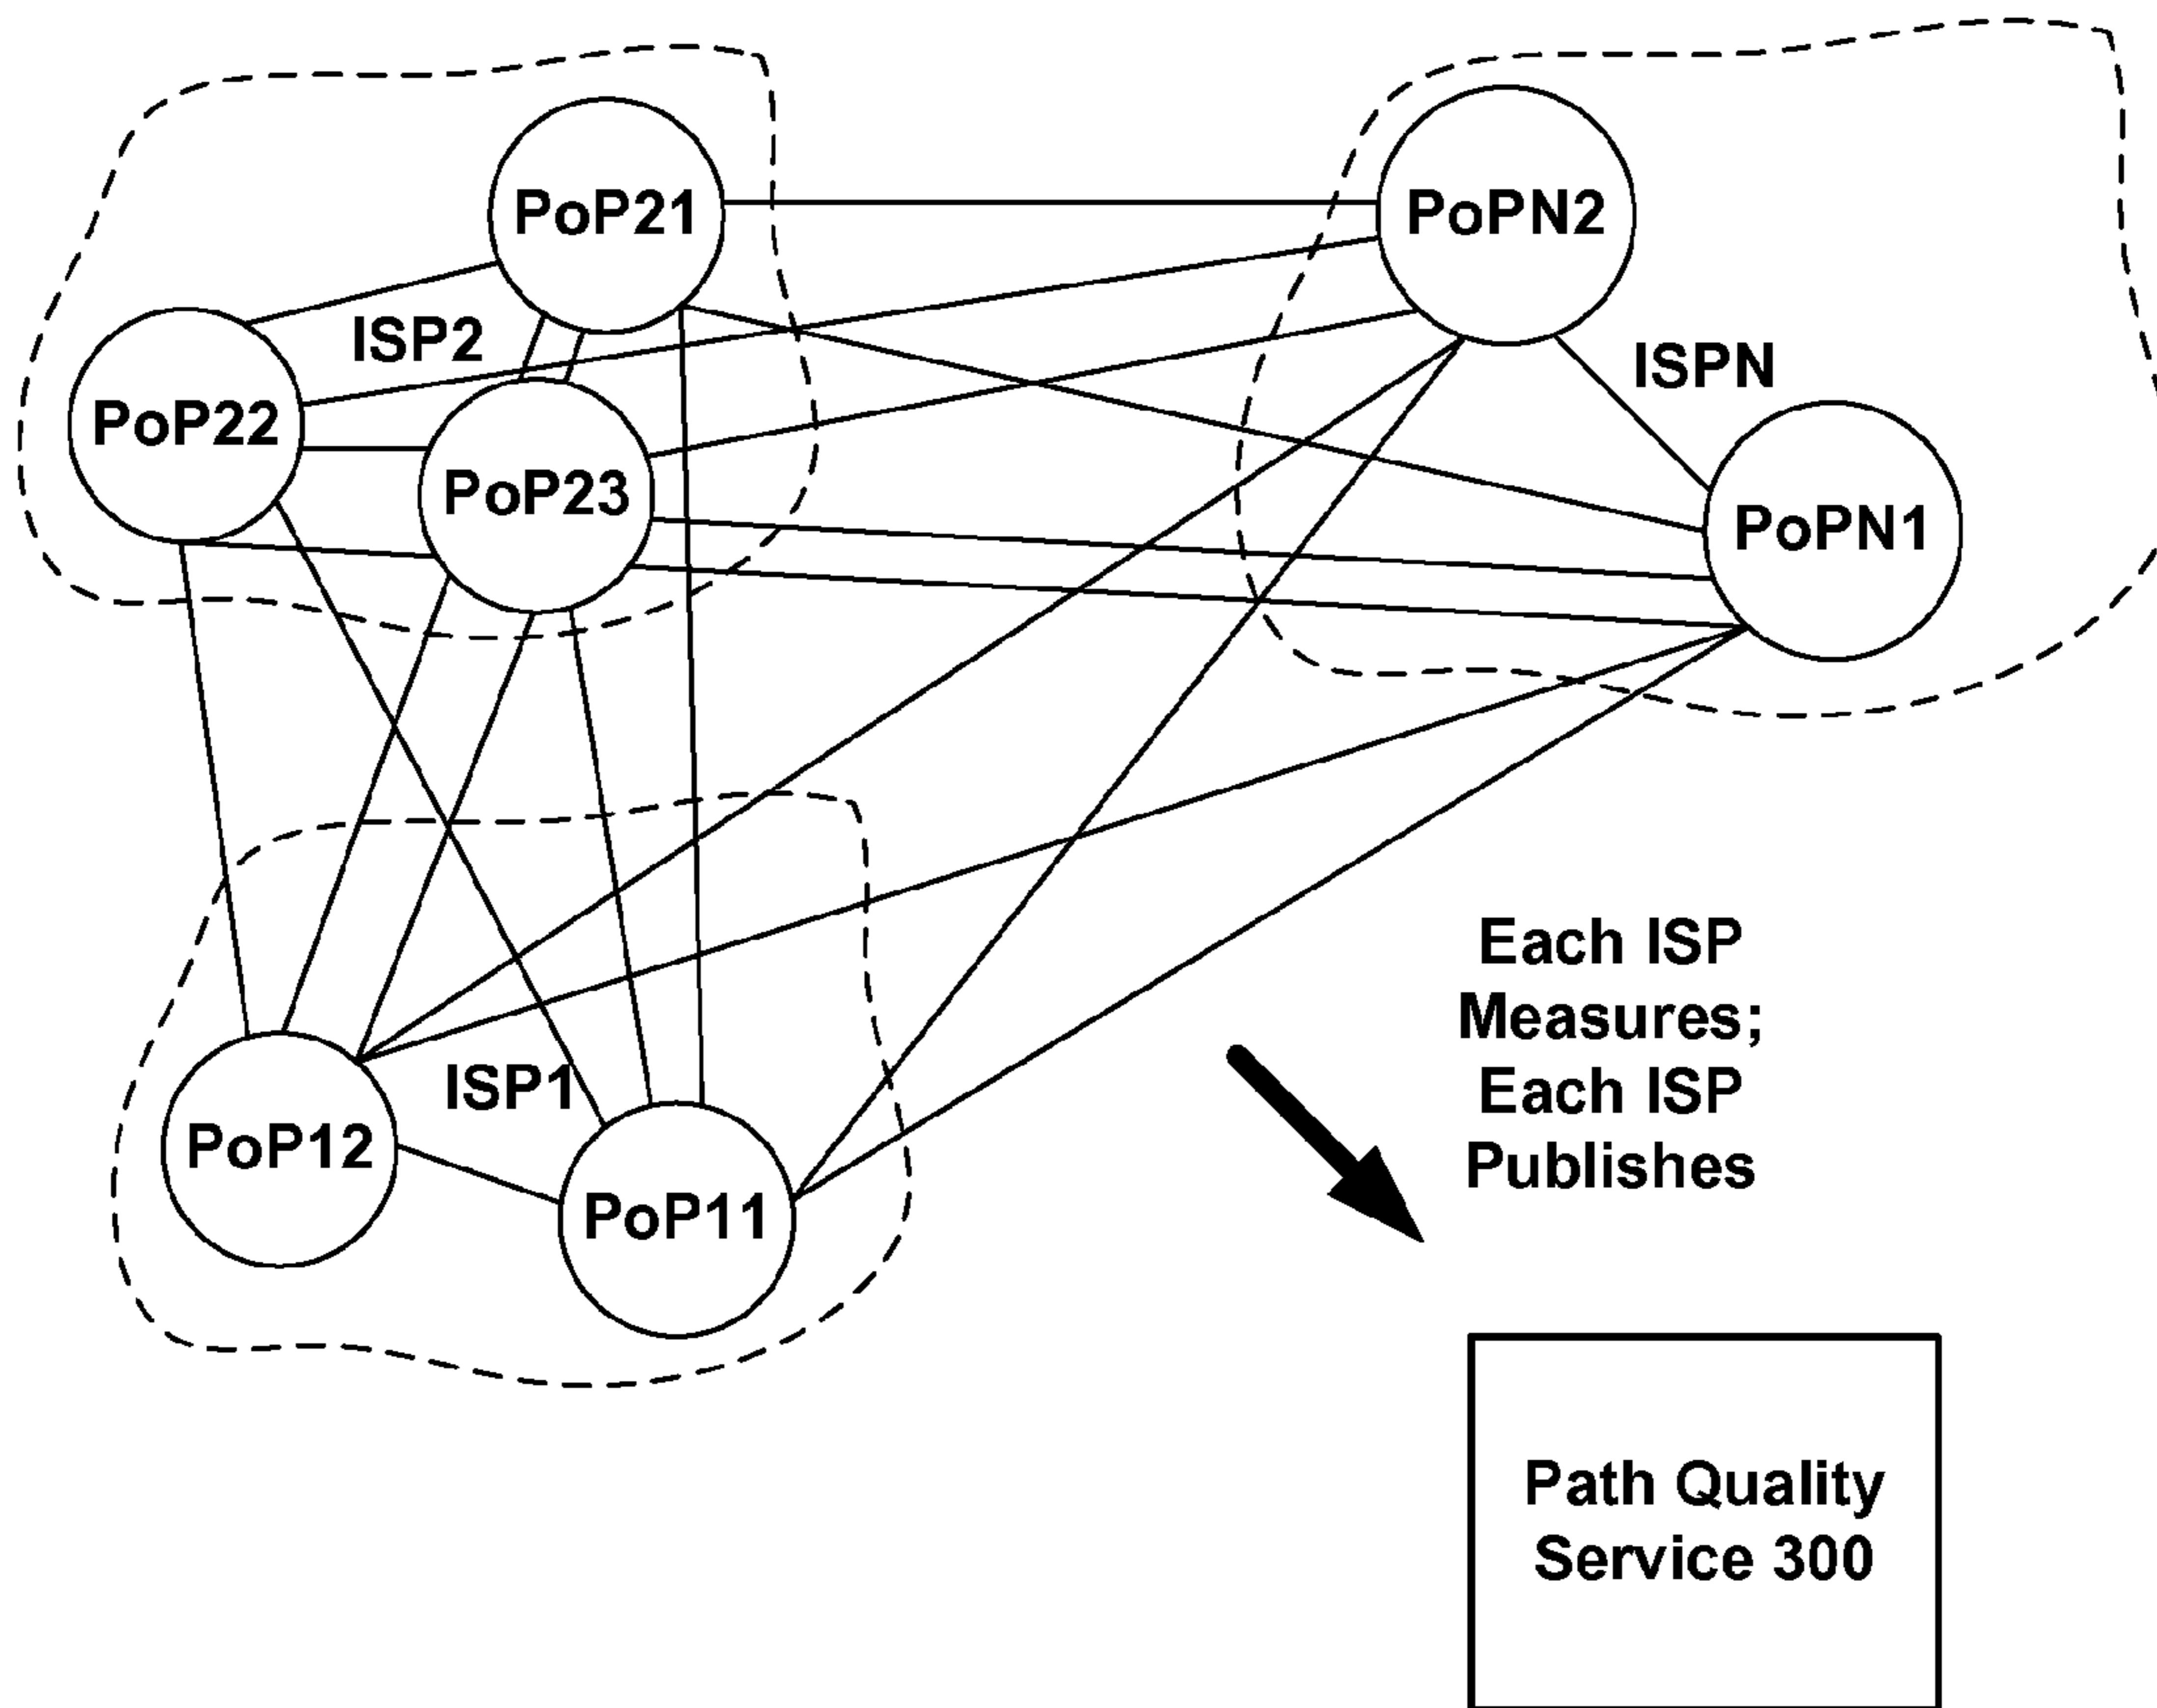 PoP21
PoPN2
ISP2
ISPN
PoP22
PoP23
PoPN1
Each ISP
Measures;
Each ISP
Publishes
ISP1
PoP12
PoP11
Path Quality
Service 300